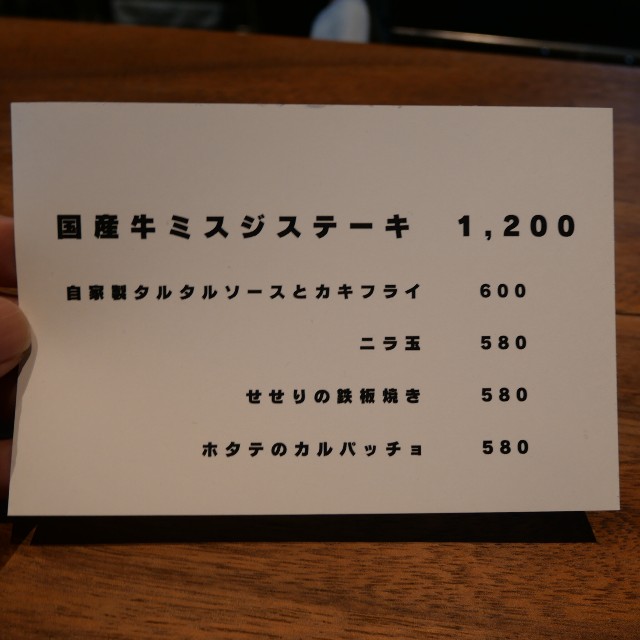 国産牛ミスジステーキ 1,200
自家製タルタルソースとカキフライ 600
ニラ玉 580
せせりの鉄板焼き 580
ホタテのカルパッチョ 580